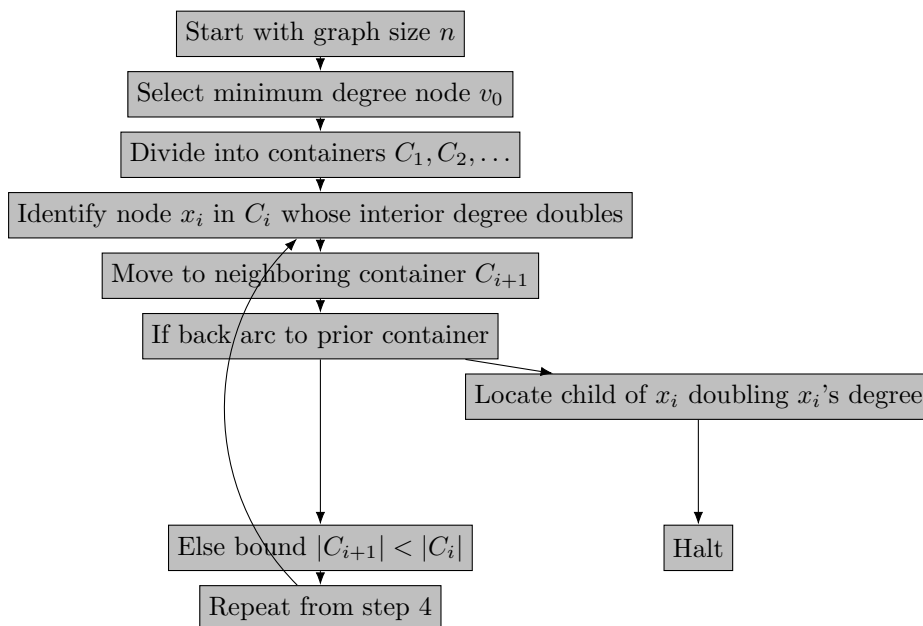 Start with graph size n
Select minimum degree node v₀
Divide into containers C₁, C₂, …
Identify node xᵢ in Cᵢ whose interior degree doubles
Move to neighboring container Cᵢ₊₁
If back arc to prior container
Locate child of xᵢ doubling xᵢ's degree
Else bound |Cᵢ₊₁| < |Cᵢ|
Halt
Repeat from step 4